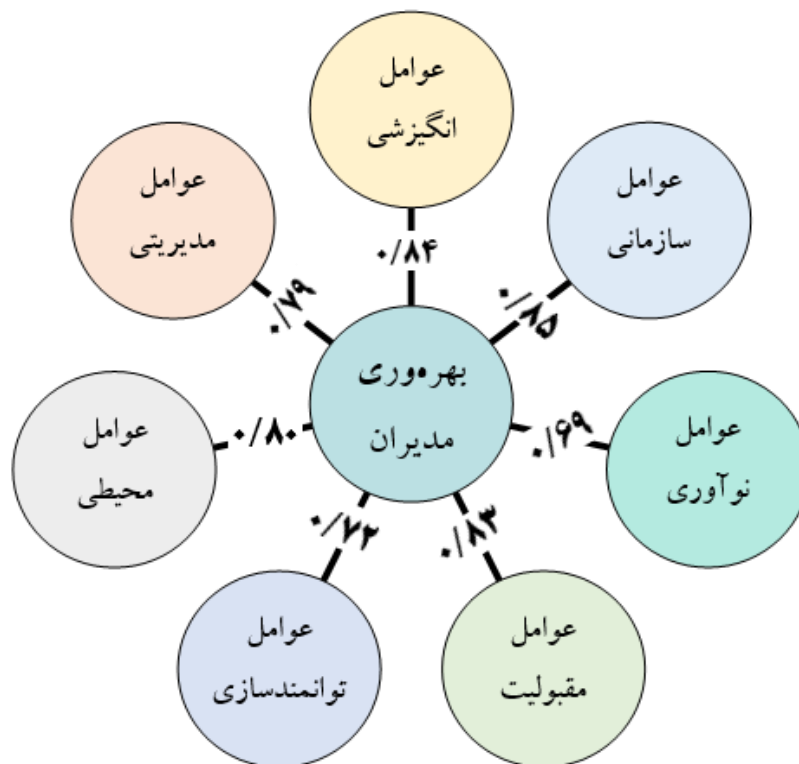 عوامل
انگیزشی
عوامل
سازمانی
عوامل
مدیریتی
۰/۸۴
۰/۸۵
۰/۷۹
بهره‌وری
مدیران
عوامل
نوآوری
۰/۶۹
۰/۸۰
عوامل
محیطی
۰/۸۳
۰/۷۲
عوامل
مقبولیت
عوامل
توانمندسازی